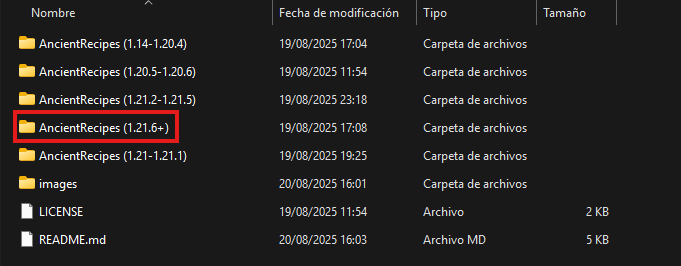 Nombre Fecha de modificación Tipo Tamaño
AncientRecipes (1.14-1.20.4) 19/08/2025 17:04 Carpeta de archivos
AncientRecipes (1.20.5-1.20.6) 19/08/2025 11:54 Carpeta de archivos
AncientRecipes (1.21.2-1.21.5) 19/08/2025 23:18 Carpeta de archivos
AncientRecipes (1.21.6+) 19/08/2025 17:08 Carpeta de archivos
AncientRecipes (1.21-1.21.1) 19/08/2025 19:25 Carpeta de archivos
images 20/08/2025 16:01 Carpeta de archivos
LICENSE 19/08/2025 11:54 Archivo 2 KB
README.md 20/08/2025 16:03 Archivo MD 5 KB